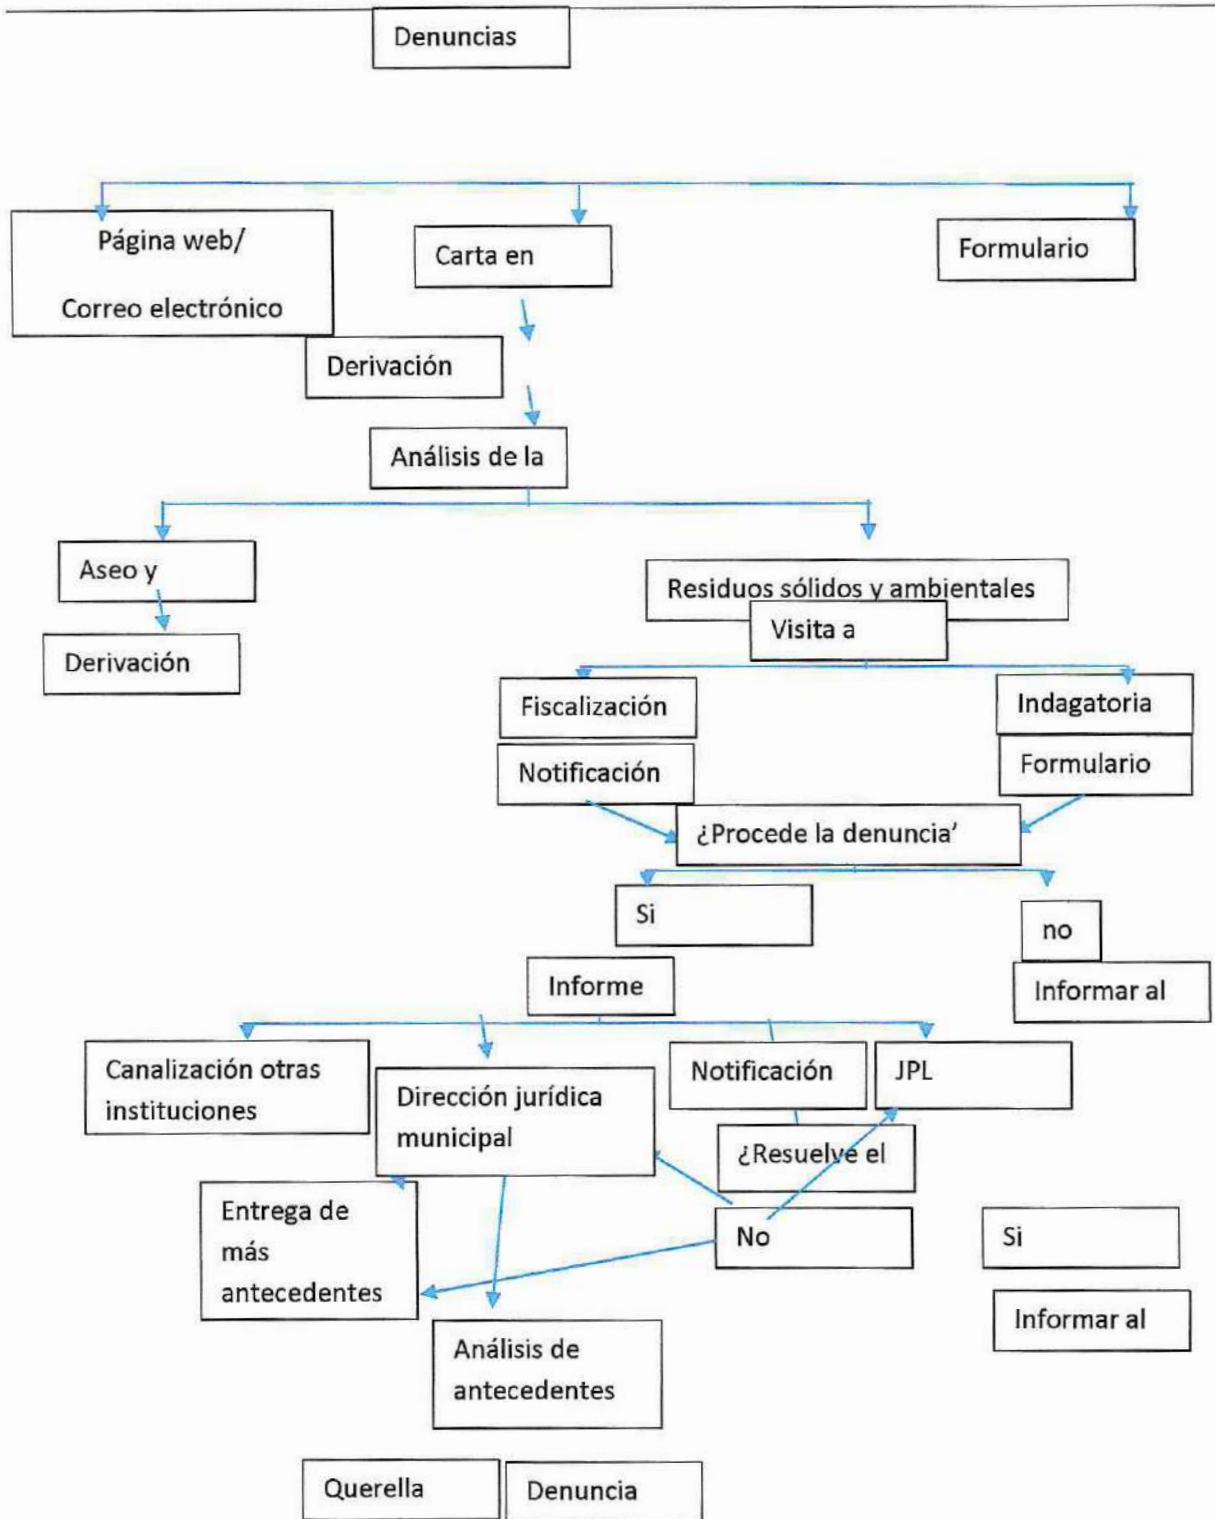 Denuncias
Página web/
Correo electrónico
Carta en
Formulario
Derivación
Análisis de la
Aseo y
Derivación
Residuos sólidos y ambientales
Visita a
Fiscalización
Indagatoria
Notificación
Formulario
¿Procede la denuncia’
Si
no
Informe
Informar al
Canalización otras
instituciones
Dirección jurídica
municipal
Notificación
JPL
¿Resuelve el
Entrega de
más
antecedentes
No
Si
Informar al
Análisis de
antecedentes
Querella
Denuncia